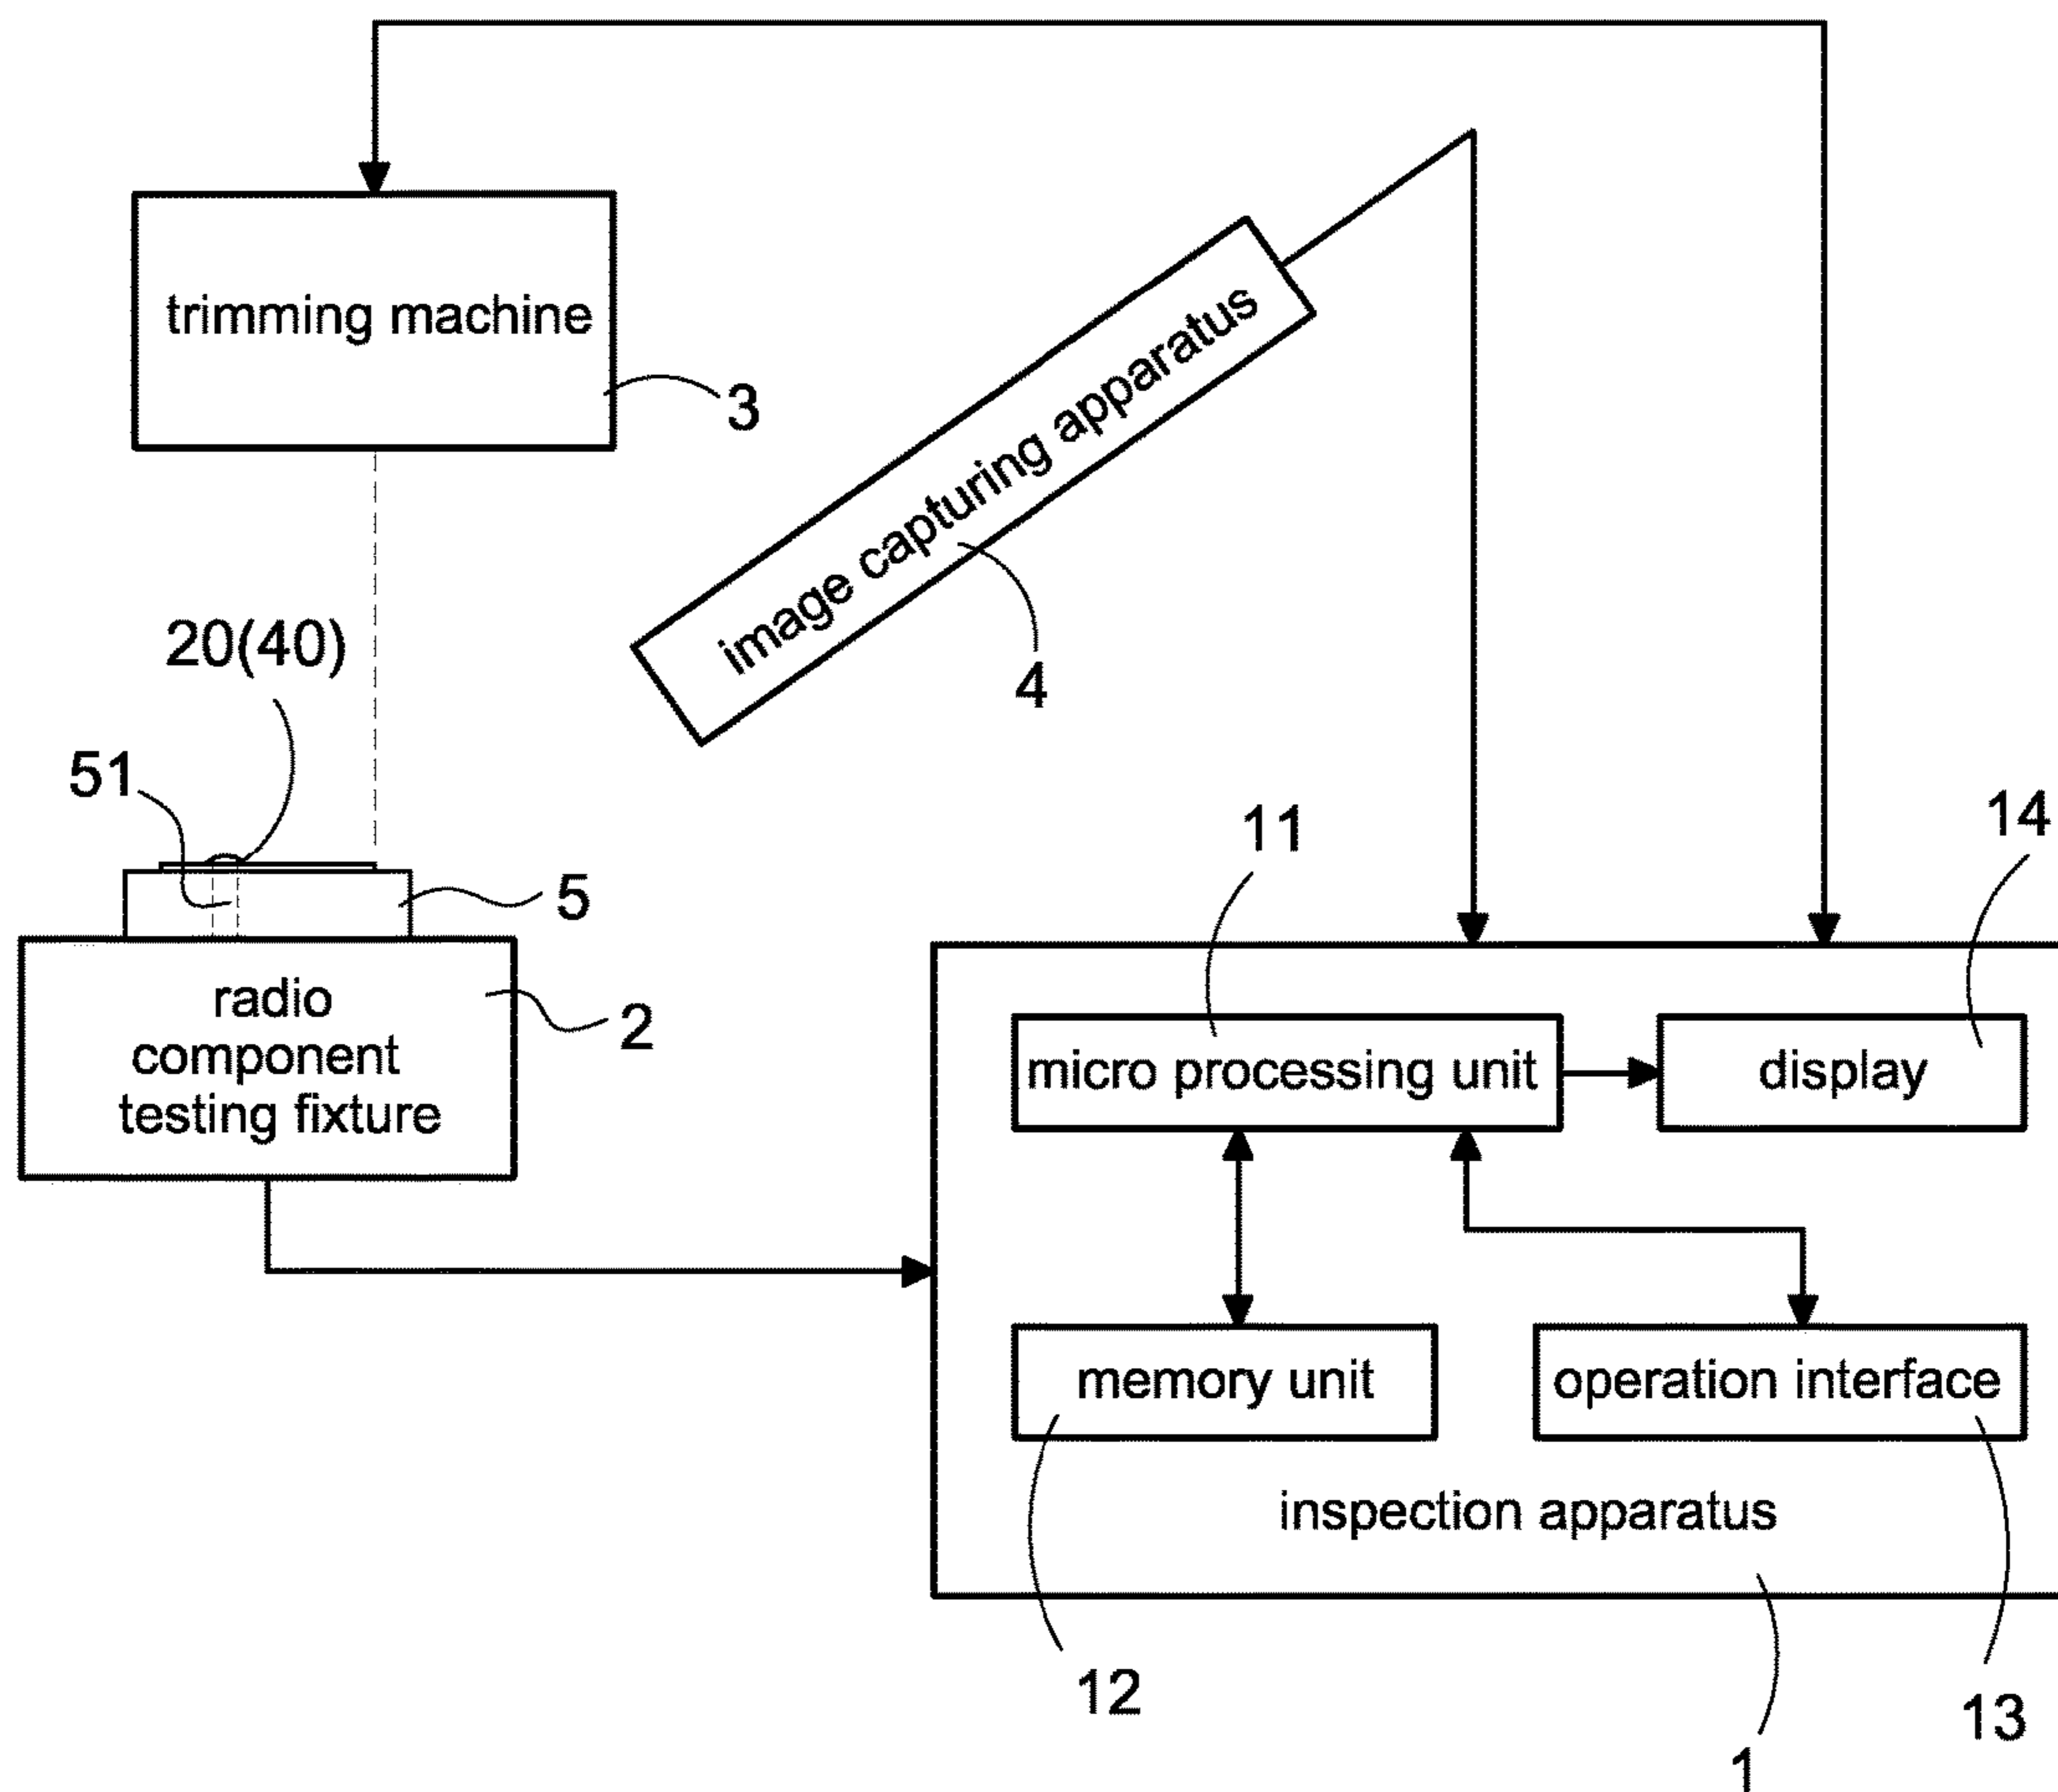 trimming machine
3
image capturing apparatus
4
20(40)
51
5
11
14
radio
component
testing fixture
2
micro processing unit
display
memory unit
operation interface
inspection apparatus
12
13
1